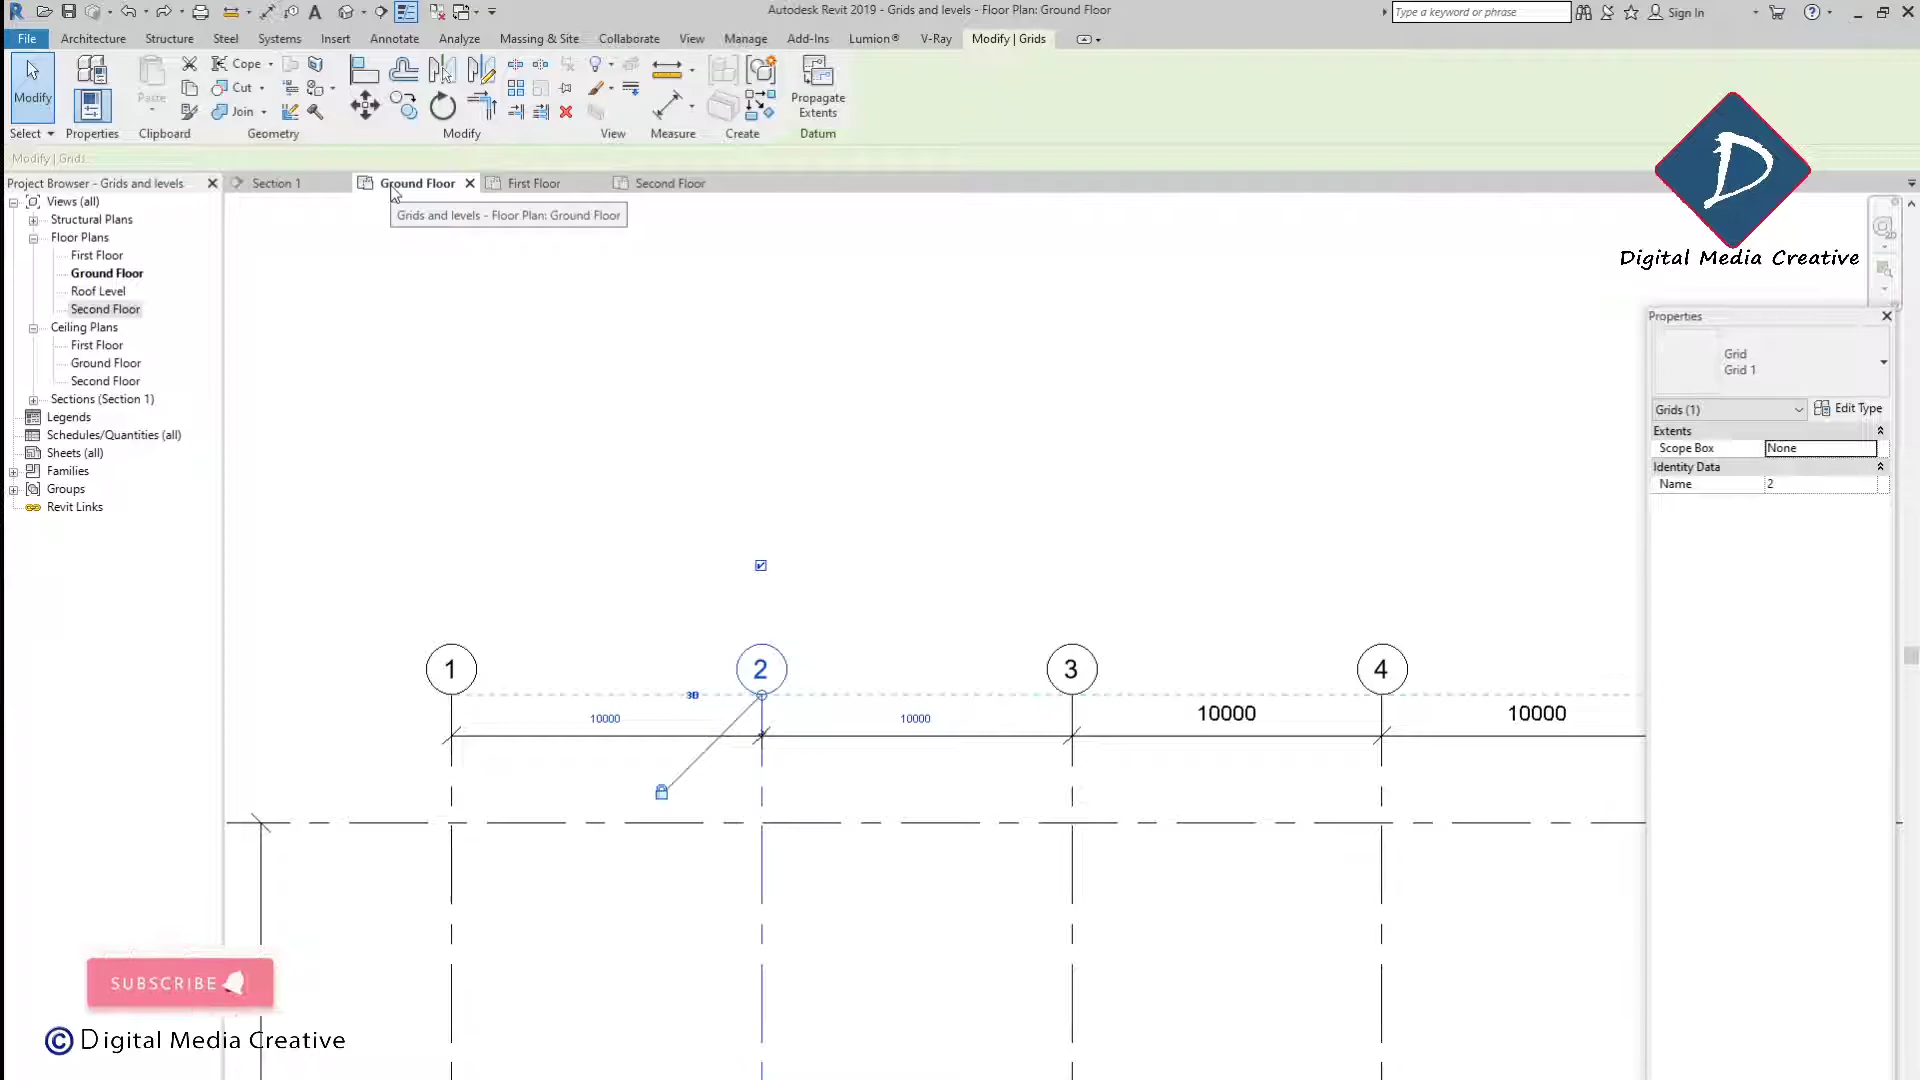 Autodesk Revit 2019 - Grids and levels - Floor Plan: Ground Floor
Type a keyword or phrase
Sign In
File Architecture Structure Steel Systems Insert Annotate Analyze Massing & Site Collaborate View Manage Add-Ins Lumion® V-Ray Modify | Grids
Modify
Paste
Cope
Cut
Join
Propagate
Extents
Select Properties Clipboard Geometry Modify View Measure Create Datum
Modify | Grids
Project Browser - Grids and levels
Section 1
Ground Floor
First Floor
Second Floor
Grids and levels - Floor Plan: Ground Floor
Views (all)
Structural Plans
Floor Plans
First Floor
Ground Floor
Roof Level
Second Floor
Ceiling Plans
First Floor
Ground Floor
Second Floor
Sections (Section 1)
Legends
Schedules/Quantities (all)
Sheets (all)
Families
Groups
Revit Links
D
Digital Media Creative
2D
Properties
Grid
Grid 1
Grids (1)
Edit Type
Extents
Scope Box None
Identity Data
Name 2
1 2 3 4
3D
10000 10000 10000 10000
SUBSCRIBE
© Digital Media Creative